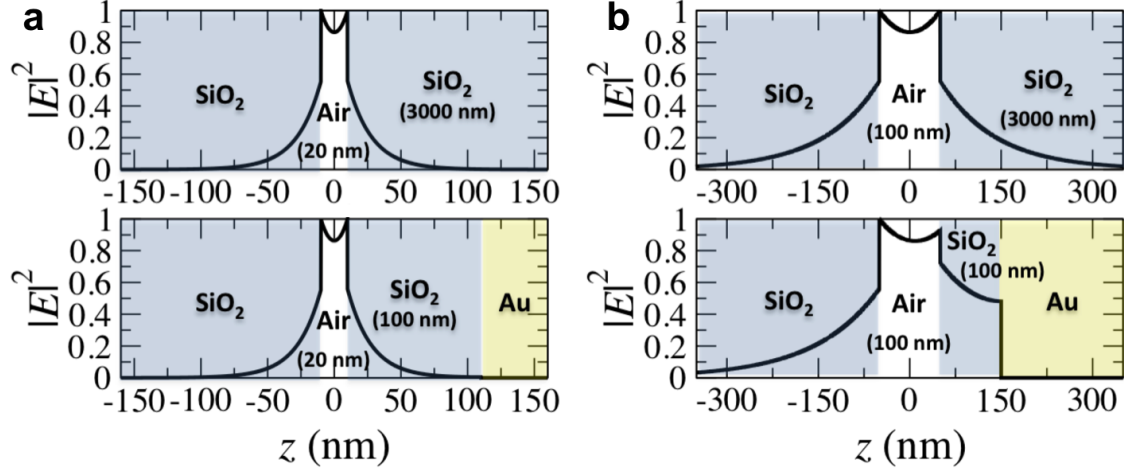 a
1
0.8
0.6
0.4
0.2
0
|E|²
SiO₂
Air
(20 nm)
SiO₂
(3000 nm)
-150 -100 -50 0 50 100 150
b
1
0.8
0.6
0.4
0.2
0
|E|²
SiO₂
Air
(100 nm)
SiO₂
(3000 nm)
-300 -150 0 150 300
1
0.8
0.6
0.4
0.2
0
|E|²
SiO₂
Air
(20 nm)
SiO₂
(100 nm)
Au
-150 -100 -50 0 50 100 150
z (nm)
1
0.8
0.6
0.4
0.2
0
|E|²
SiO₂
Air
(100 nm)
SiO₂
(100 nm)
Au
-300 -150 0 150 300
z (nm)